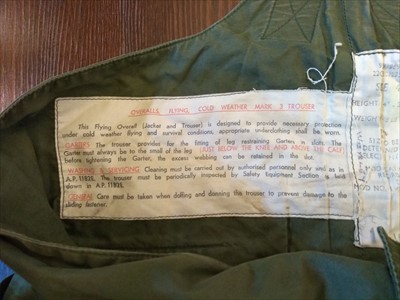 OVERALLS, FLYING, COLD WEATHER MARK 3 TROUSER
This Flying Overall (Jacket and Trouser) is designed to provide necessary protection
under cold weather flying and survival conditions, appropriate underclothing shall be worn.
GARTERS The trouser provides for the fitting of leg restraining Garters in slots. The
Garter must always be to the small of the leg (JUST BELOW THE KNEE AND ABOVE THE CALF)
before tightening the Garter, the excess webbing can be retained in the slot.
WASHING & SERVICING Cleaning must be carried out by authorised personnel only and as in
A.P. 1182E. The trouser must be periodically inspected by Safety Equipment Section as laid
down in A.P. 1182E.
GENERAL Care must be taken when doffing and donning the trouser to prevent damage to the
sliding fastener.
SIZE
HEIGHT